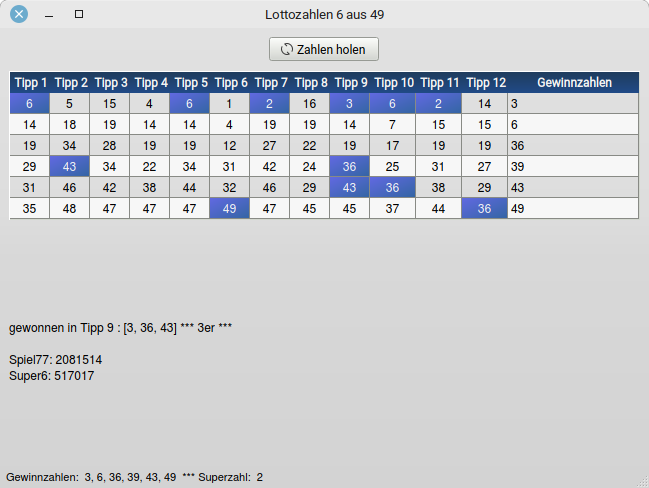 Lottozahlen 6 aus 49
Zahlen holen
Tipp 1 Tipp 2 Tipp 3 Tipp 4 Tipp 5 Tipp 6 Tipp 7 Tipp 8 Tipp 9 Tipp 10 Tipp 11 Tipp 12 Gewinnzahlen
6 5 15 4 6 1 2 16 3 6 2 14 3
14 18 19 14 14 4 19 19 14 7 15 15 6
19 34 28 19 19 12 27 22 19 17 19 19 36
29 43 34 22 34 31 42 24 36 25 31 27 39
31 46 42 38 44 32 46 29 43 36 38 29 43
35 48 47 47 47 49 47 45 45 37 44 36 49
gewonnen in Tipp 9 : [3, 36, 43] *** 3er ***
Spiel77: 2081514
Super6: 517017
Gewinnzahlen: 3, 6, 36, 39, 43, 49 *** Superzahl: 2